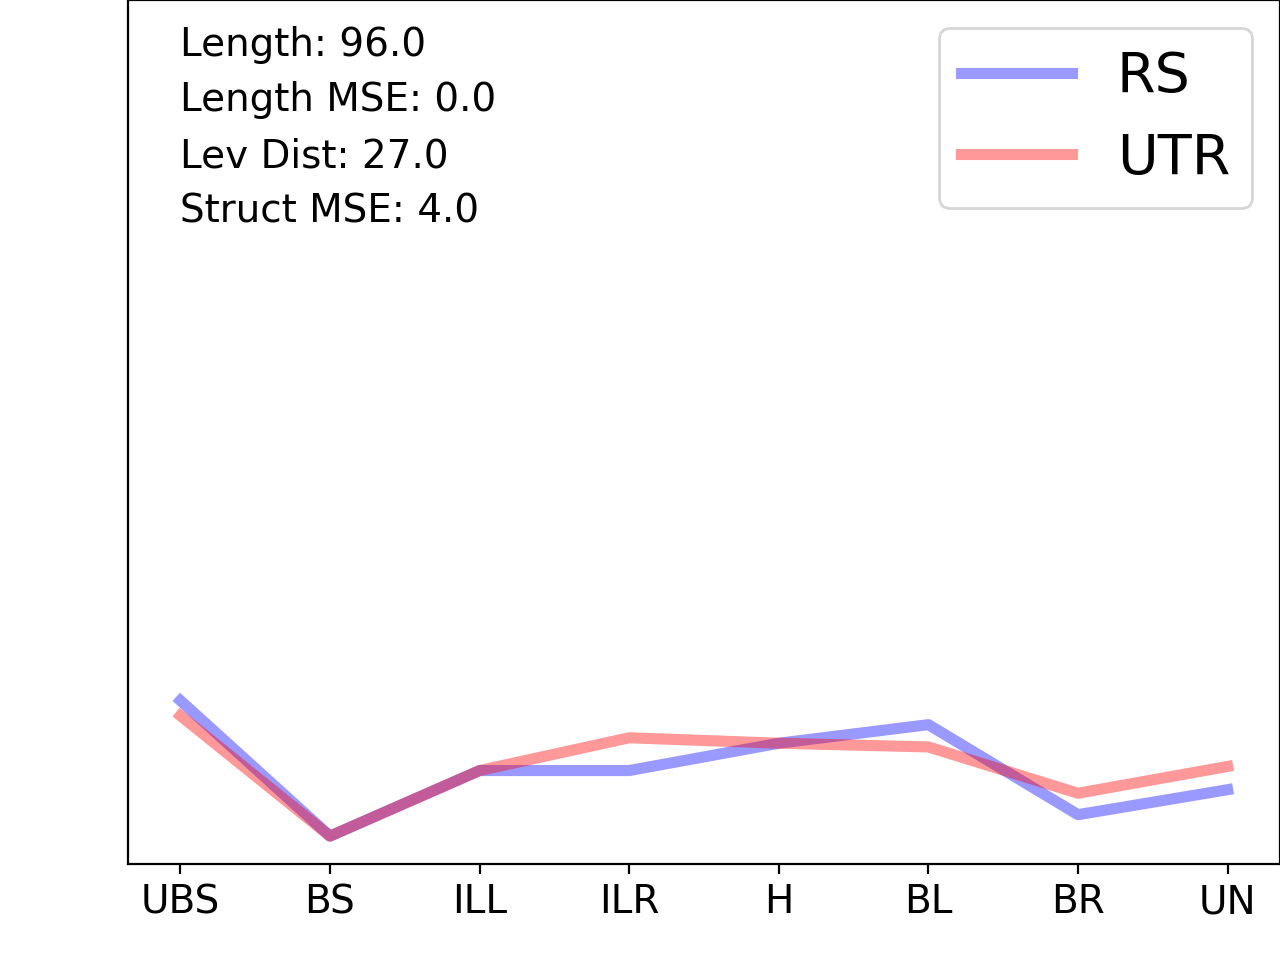 Length: 96.0
Length MSE: 0.0
Lev Dist: 27.0
Struct MSE: 4.0
RS
UTR
UBS BS ILL ILR H BL BR UN